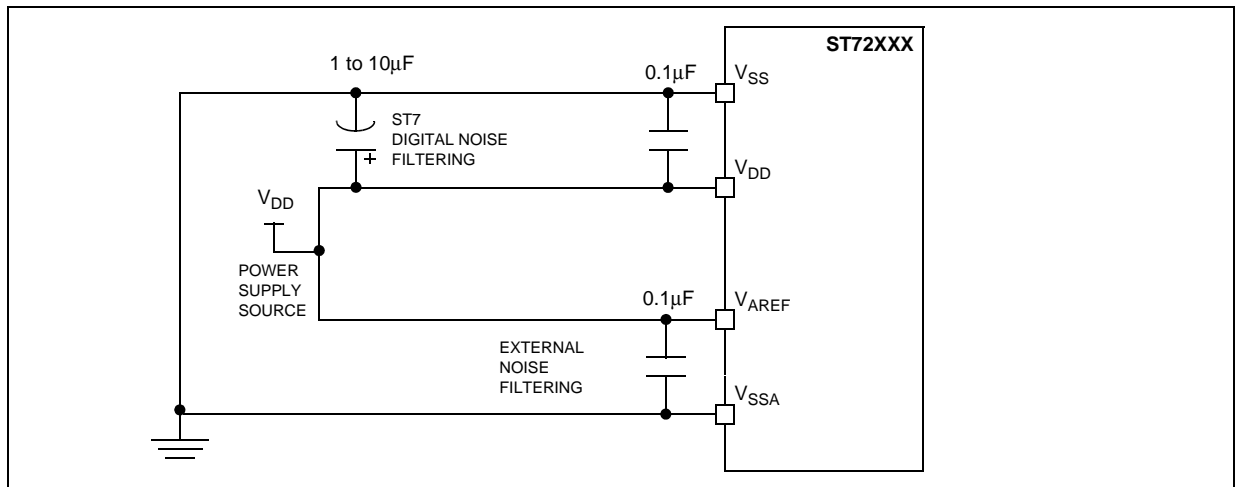 ST72XXX
1 to 10μF
0.1μF
VSS
ST7
DIGITAL NOISE
+ FILTERING
VDD
VDD
POWER
SUPPLY
SOURCE
0.1μF
VAREF
EXTERNAL
NOISE
FILTERING
VSSA